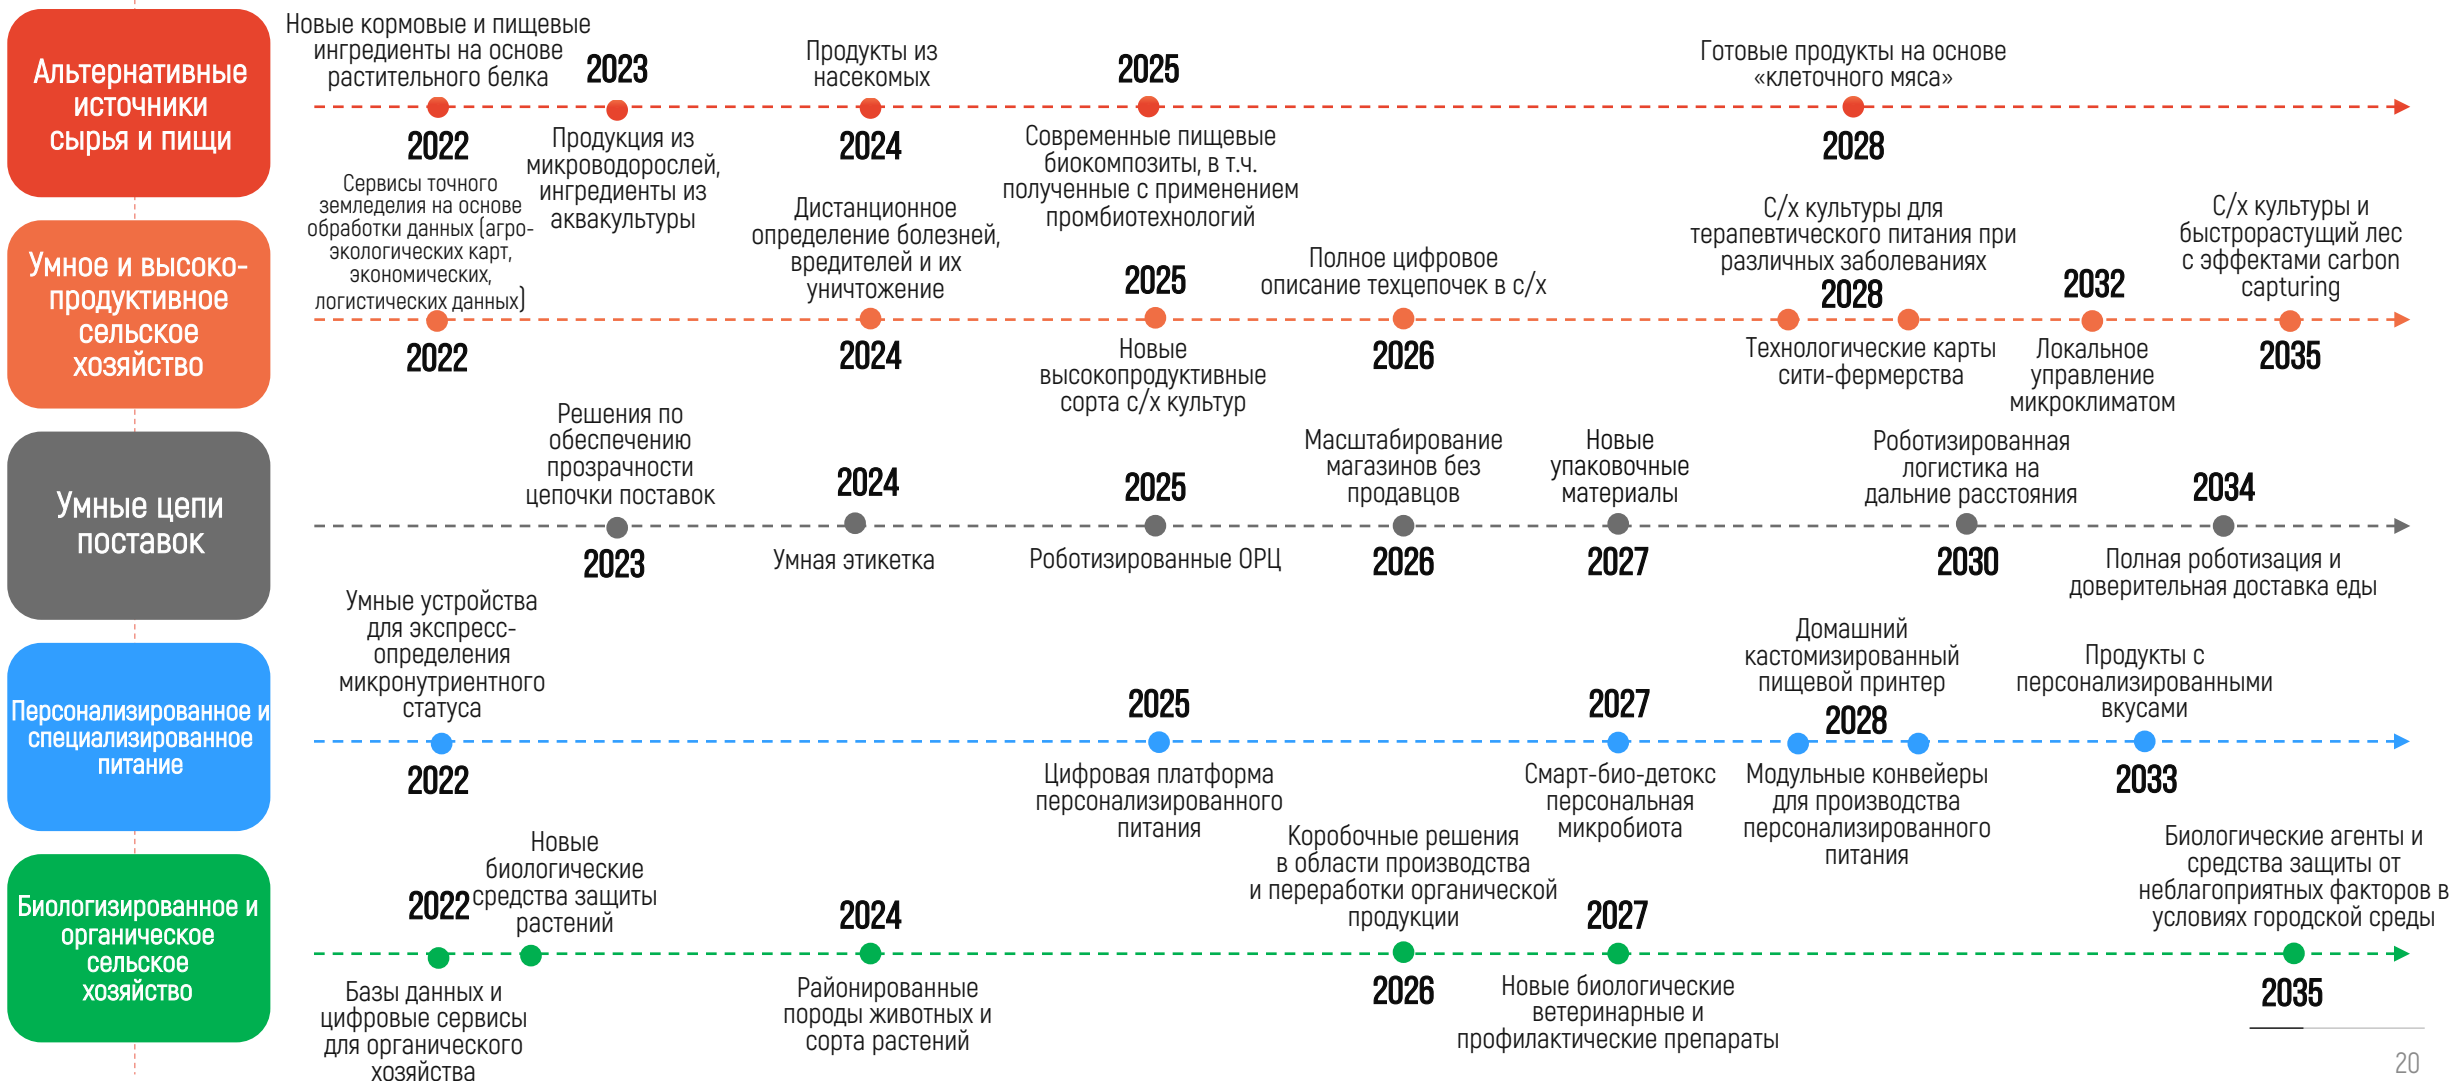 Альтернативные
источники
сырья и пищи
Новые кормовые и пищевые
ингредиенты на основе
растительного белка
2022
2023
Продукция из
микроводорослей,
ингредиенты из
аквакультуры
Продукты из
насекомых
2024
2025
Современные пищевые
биокомпозиты, в т.ч.
полученные с применением
промбиотехнологий
Готовые продукты на основе
«клеточного мяса»
2028
Умное и высоко-
продуктивное
сельское
хозяйство
Сервисы точного
земледелия на основе
обработки данных (агро-
экологических карт,
экономических,
логистических данных)
2022
Дистанционное
определение болезней,
вредителей и их
уничтожение
2024
2025
Новые
высокопродуктивные
сорта с/х культур
Полное цифровое
описание техцепочек в с/х
2026
С/х культуры для
терапевтического питания при
различных заболеваниях
2028
Технологические карты
сити-фермерства
2032
Локальное
управление
микроклиматом
С/х культуры и
быстрорастущий лес
с эффектами carbon
capturing
2035
Умные цепи
поставок
Решения по
обеспечению
прозрачности
цепочки поставок
2023
2024
Умная этикетка
2025
Роботизированные ОРЦ
Масштабирование
магазинов без
продавцов
2026
Новые
упаковочные
материалы
2027
Роботизированная
логистика на
дальние расстояния
2030
2034
Полная роботизация и
доверительная доставка еды
Персонализированное и
специализированное
питание
Умные устройства
для экспресс-
определения
микронутриентного
статуса
2022
2025
Цифровая платформа
персонализированного
питания
2027
Смарт-био-детокс
персональная
микробиота
Домашний
кастомизированный
пищевой принтер
2028
Модульные конвейеры
для производства
персонализированного
питания
Продукты с
персонализированными
вкусами
2033
Биологизированное и
органическое
сельское
хозяйство
2022
Базы данных и
цифровые сервисы
для органического
хозяйства
Новые
биологические
средства защиты
растений
2024
Районированные
породы животных и
сорта растений
Коробочные решения
в области производства
и переработки органической
продукции
2026
2027
Новые биологические
ветеринарные и
профилактические препараты
Биологические агенты и
средства защиты от
неблагоприятных факторов в
условиях городской среды
2035
20